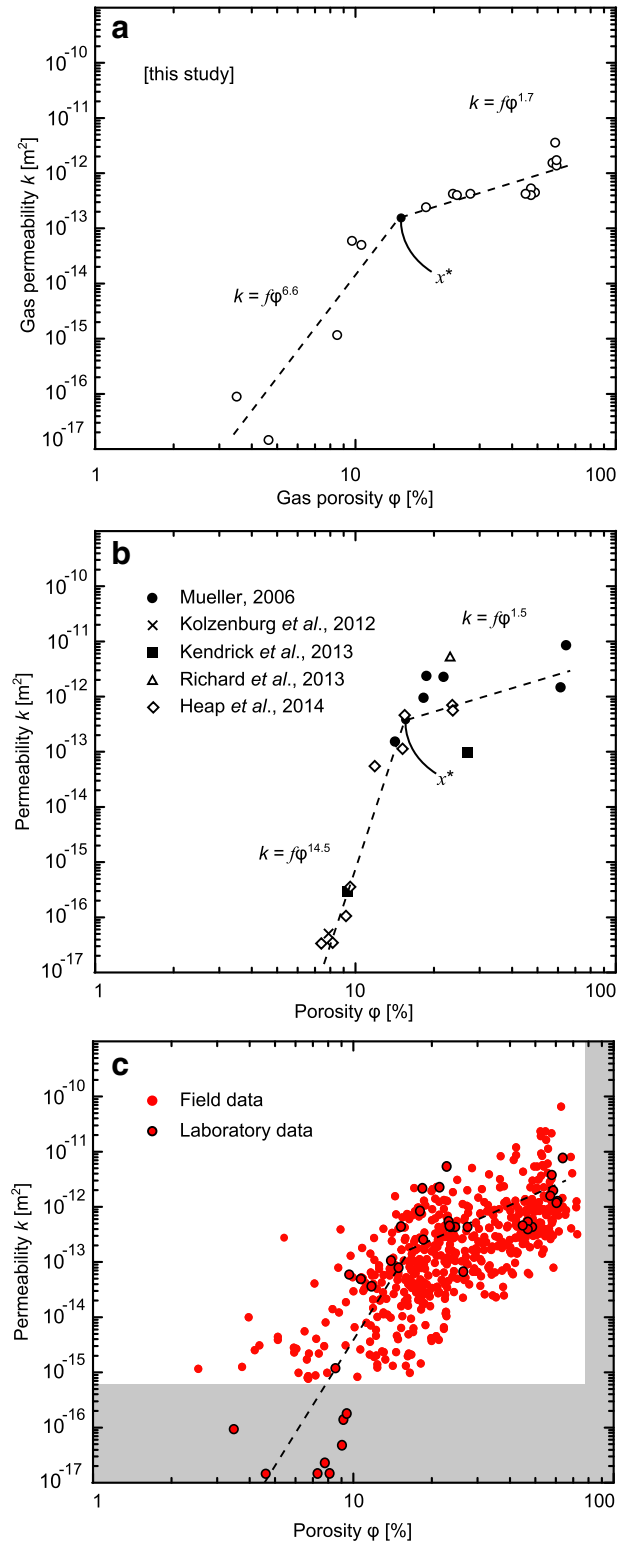 a
[this study]
k = fφ^1.7
k = fφ^6.6
x*
10^-10
10^-11
10^-12
10^-13
10^-14
10^-15
10^-16
10^-17
Gas permeability k [m²]
1
10
100
Gas porosity φ [%]
b
Mueller, 2006
Kolzenburg et al., 2012
Kendrick et al., 2013
Richard et al., 2013
Heap et al., 2014
k = fφ^1.5
x*
k = fφ^14.5
10^-10
10^-11
10^-12
10^-13
10^-14
10^-15
10^-16
10^-17
Permeability k [m²]
1
10
100
Porosity φ [%]
c
Field data
Laboratory data
10^-10
10^-11
10^-12
10^-13
10^-14
10^-15
10^-16
10^-17
Permeability k [m²]
1
10
100
Porosity φ [%]